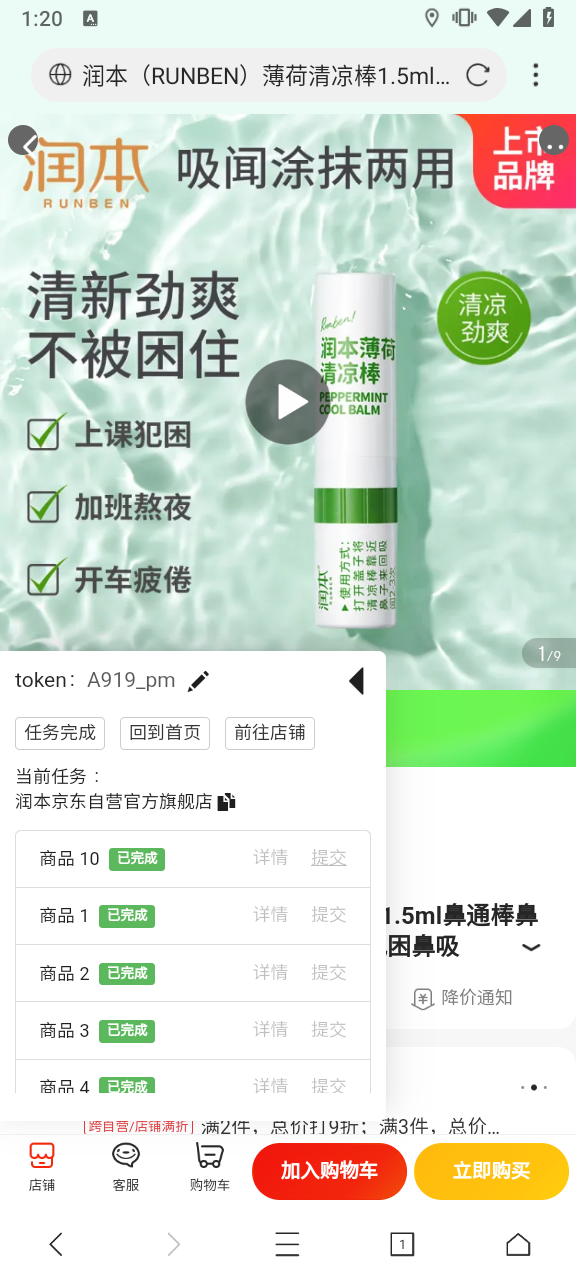 1:20
润本（RUNBEN）薄荷清凉棒1.5ml...
润本
RUNBEN
吸闻涂抹两用
上市
品牌
清新劲爽
不被困住
清凉
劲爽
Runben!
润本薄荷
清凉棒
PEPPERMINT
COOL BALM
上课犯困
加班熬夜
开车疲倦
润本
RUNBEN
▶使用方式:
打开盖子将
清凉棒靠近
鼻子来回吸
闻2-3次
1/9
token: A919_pm
任务完成 回到首页 前往店铺
当前任务：
润本京东自营官方旗舰店
商品 10 已完成 详情 提交
商品 1 已完成 详情 提交
商品 2 已完成 详情 提交
商品 3 已完成 详情 提交
商品 4 已完成 详情 提交
1.5ml鼻通棒鼻
困鼻吸
降价通知
跨自营/店铺满折 满2件，总价打9折；满3件，总价...
店铺 客服 购物车 加入购物车 立即购买
1